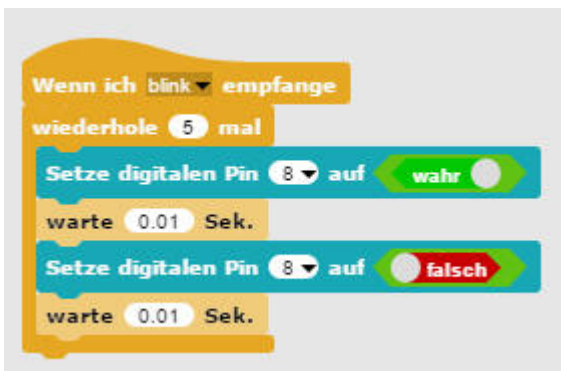 Wenn ich blink empfange
wiederhole 5 mal
Setze digitalen Pin 8 auf wahr
warte 0.01 Sek.
Setze digitalen Pin 8 auf falsch
warte 0.01 Sek.